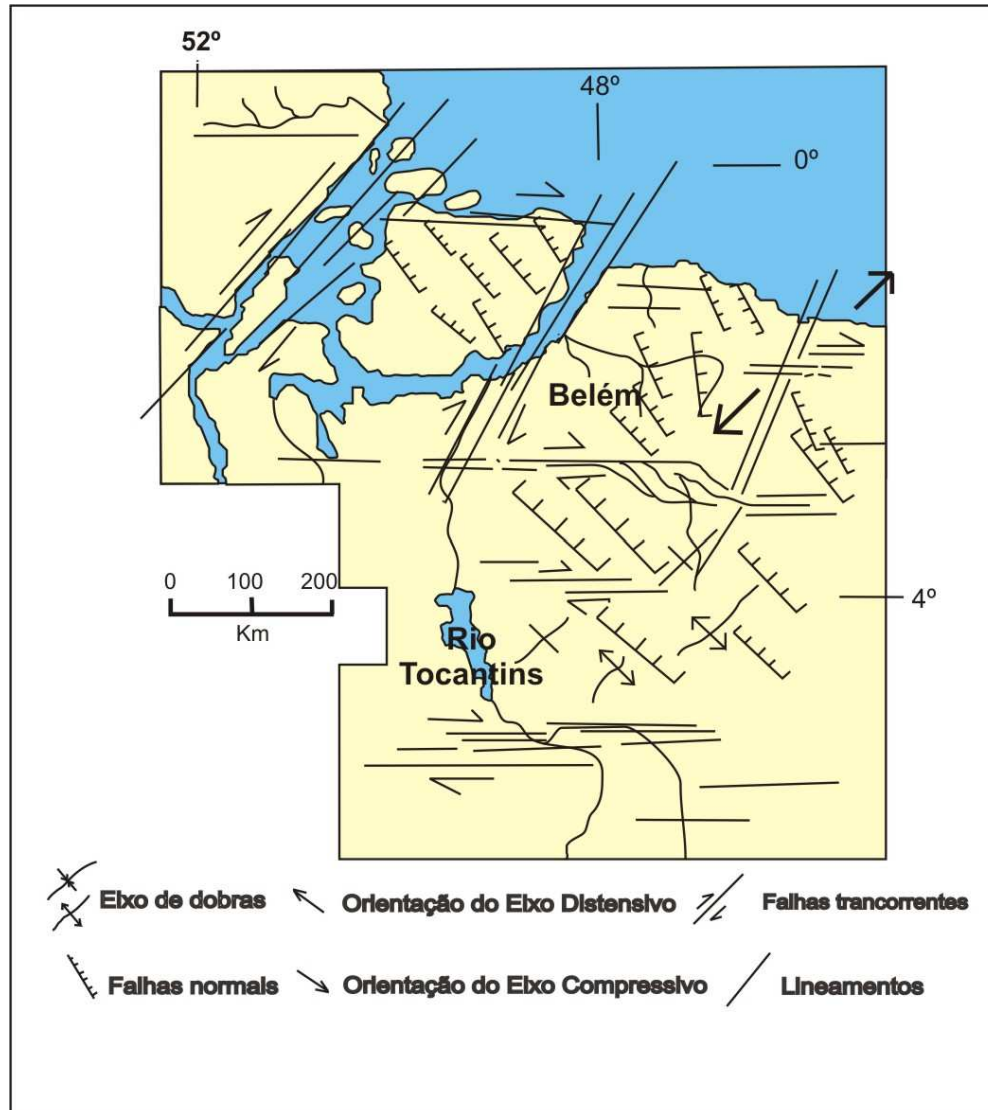 52º
48º
0º
Belém
0 100 200
Km
4º
Rio
Tocantins
Eixo de dobras
Orientação do Eixo Distensivo
Falhas trancorrentes
Falhas normais
Orientação do Eixo Compressivo
Lineamentos